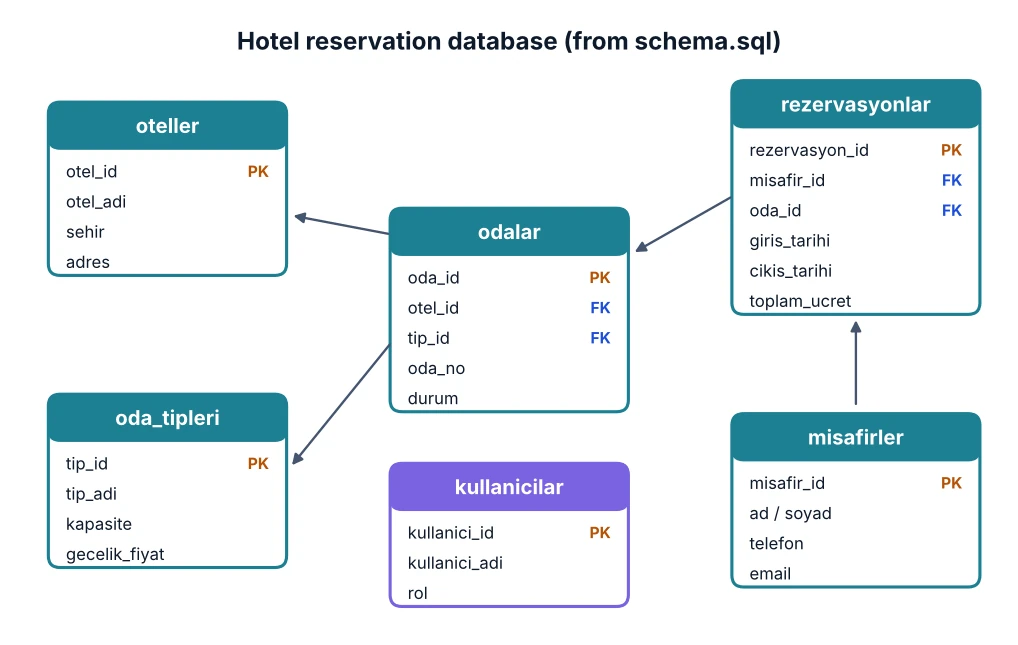 Hotel reservation database (from schema.sql)
oteller
otel_id PK
otel_adi
sehir
adres
oda_tipleri
tip_id PK
tip_adi
kapasite
gecelik_fiyat
odalar
oda_id PK
otel_id FK
tip_id FK
oda_no
durum
kullanicilar
kullanici_id PK
kullanici_adi
rol
rezervasyonlar
rezervasyon_id PK
misafir_id FK
oda_id FK
giris_tarihi
cikis_tarihi
toplam_ucret
misafirler
misafir_id PK
ad / soyad
telefon
email